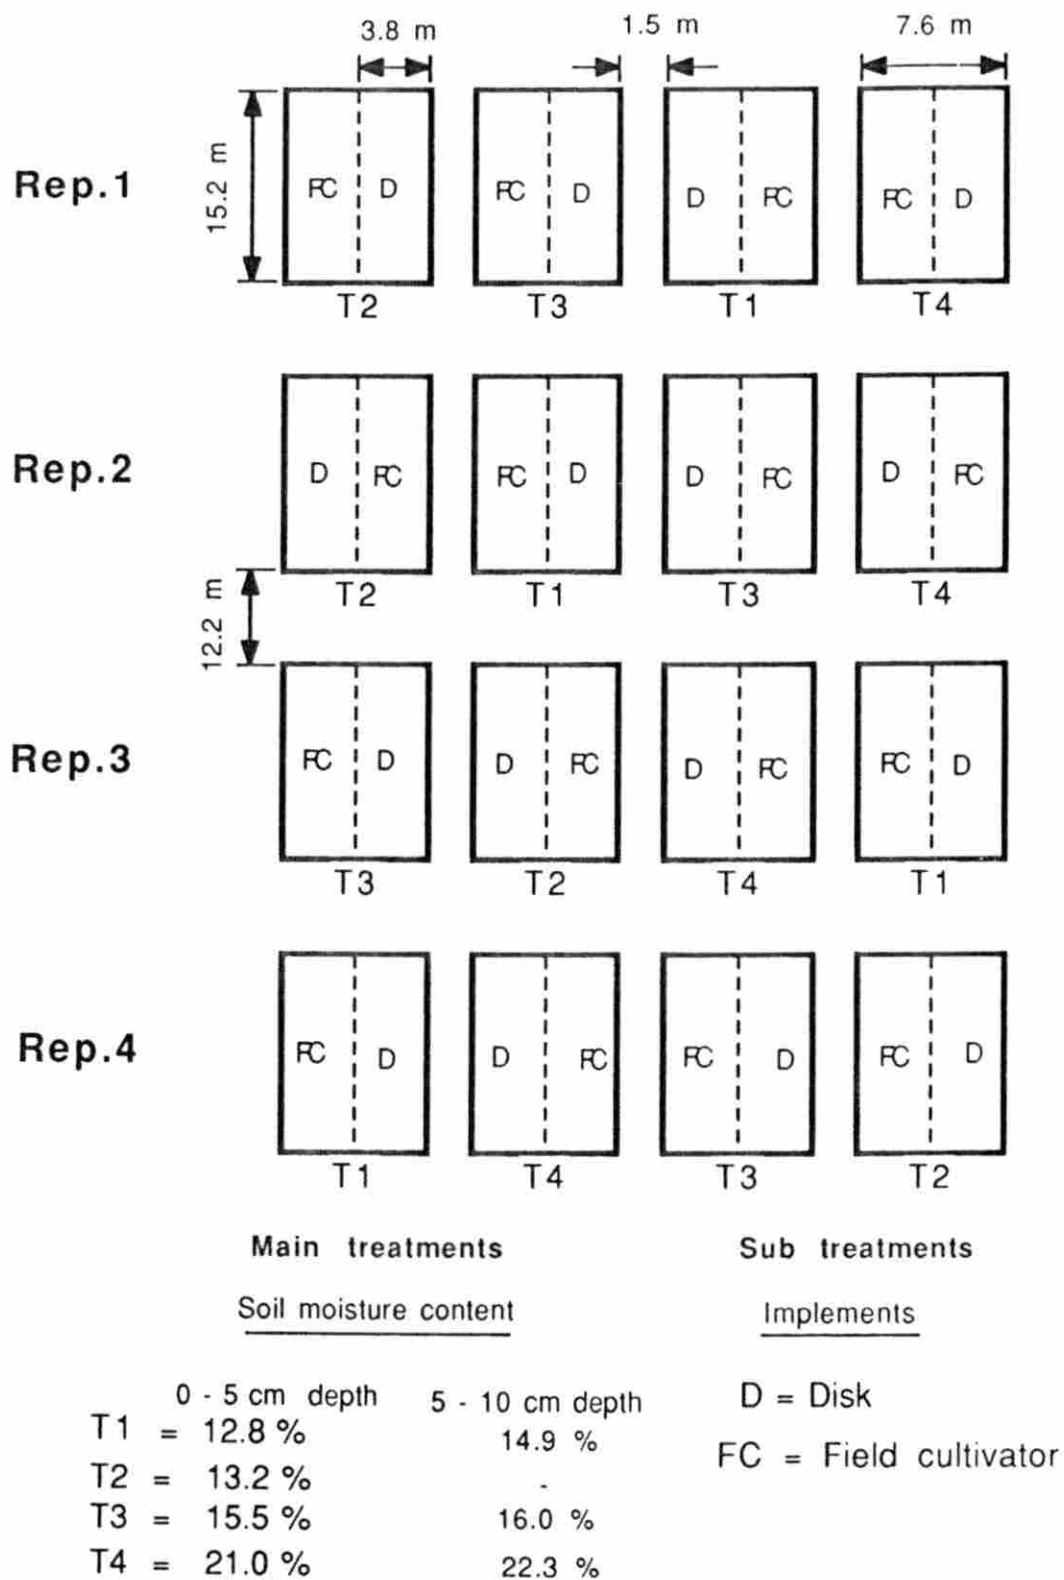 3.8 m 1.5 m 7.6 m
Rep.1 15.2 m FC D FC D D FC FC D
T2 T3 T1 T4
Rep.2 D FC FC D D FC D FC
T2 T1 T3 T4
12.2 m
Rep.3 FC D D FC D FC FC D
T3 T2 T4 T1
Rep.4 FC D D FC FC D FC D
T1 T4 T3 T2
Main treatments Sub treatments
Soil moisture content Implements
0 - 5 cm depth 5 - 10 cm depth D = Disk
T1 = 12.8 % 14.9 %
FC = Field cultivator
T2 = 13.2 % -
T3 = 15.5 % 16.0 %
T4 = 21.0 % 22.3 %